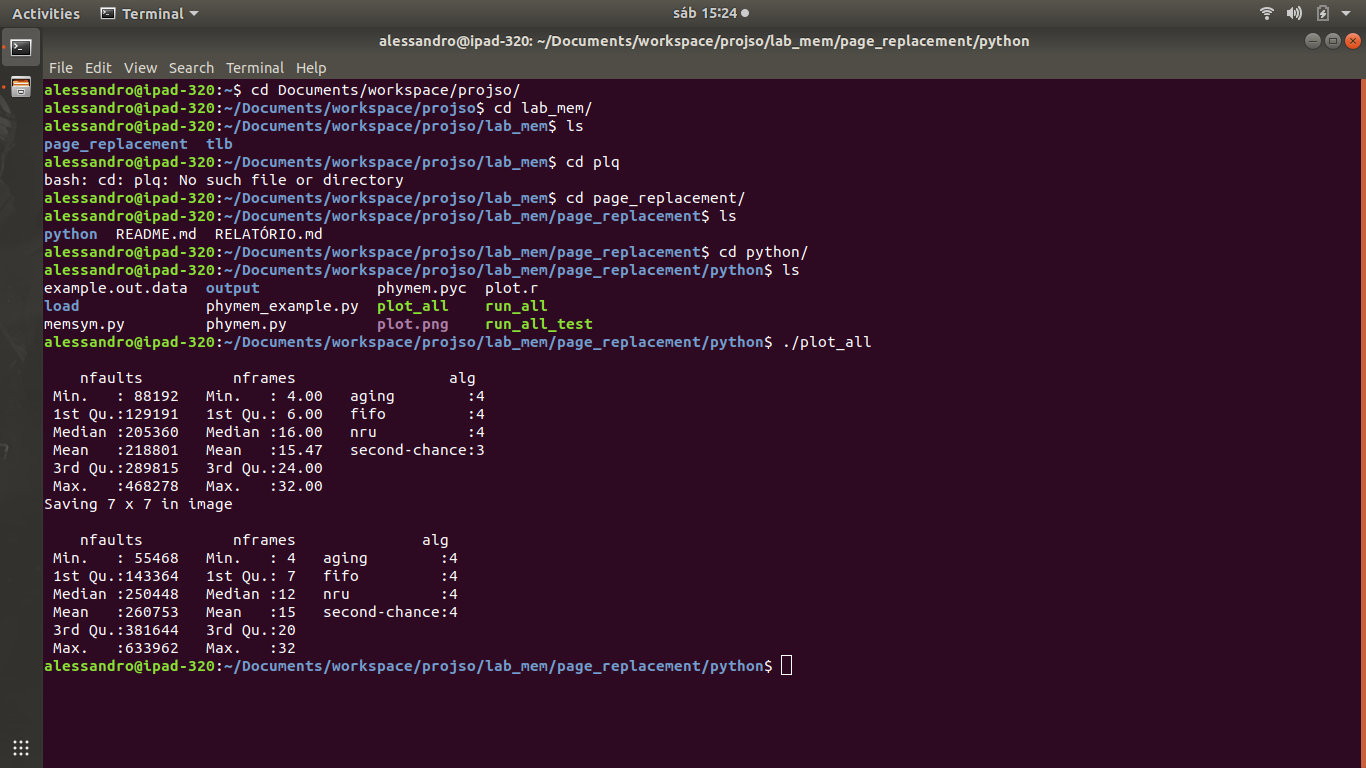 Activities Terminal sáb 15:24
alessandro@ipad-320: ~/Documents/workspace/projso/lab_mem/page_replacement/python
File Edit View Search Terminal Help
alessandro@ipad-320:~$ cd Documents/workspace/projso/
alessandro@ipad-320:~/Documents/workspace/projso$ cd lab_mem/
alessandro@ipad-320:~/Documents/workspace/projso/lab_mem$ ls
page_replacement  tlb
alessandro@ipad-320:~/Documents/workspace/projso/lab_mem$ cd plq
bash: cd: plq: No such file or directory
alessandro@ipad-320:~/Documents/workspace/projso/lab_mem$ cd page_replacement/
alessandro@ipad-320:~/Documents/workspace/projso/lab_mem/page_replacement$ ls
python  README.md  RELATÓRIO.md
alessandro@ipad-320:~/Documents/workspace/projso/lab_mem/page_replacement$ cd python/
alessandro@ipad-320:~/Documents/workspace/projso/lab_mem/page_replacement/python$ ls
example.out.data  output             phymem.pyc  plot.r
load              phymem_example.py  plot_all    run_all
memsym.py         phymem.py          plot.png    run_all_test
alessandro@ipad-320:~/Documents/workspace/projso/lab_mem/page_replacement/python$ ./plot_all
    nfaults          nframes                 alg
 Min.   : 88192   Min.   : 4.00   aging        :4
 1st Qu.:129191   1st Qu.: 6.00   fifo         :4
 Median :205360   Median :16.00   nru          :4
 Mean   :218801   Mean   :15.47   second-chance:3
 3rd Qu.:289815   3rd Qu.:24.00
 Max.   :468278   Max.   :32.00
Saving 7 x 7 in image
    nfaults          nframes              alg
 Min.   : 55468   Min.   : 4   aging        :4
 1st Qu.:143364   1st Qu.: 7   fifo         :4
 Median :250448   Median :12   nru          :4
 Mean   :260753   Mean   :15   second-chance:4
 3rd Qu.:381644   3rd Qu.:20
 Max.   :633962   Max.   :32
alessandro@ipad-320:~/Documents/workspace/projso/lab_mem/page_replacement/python$